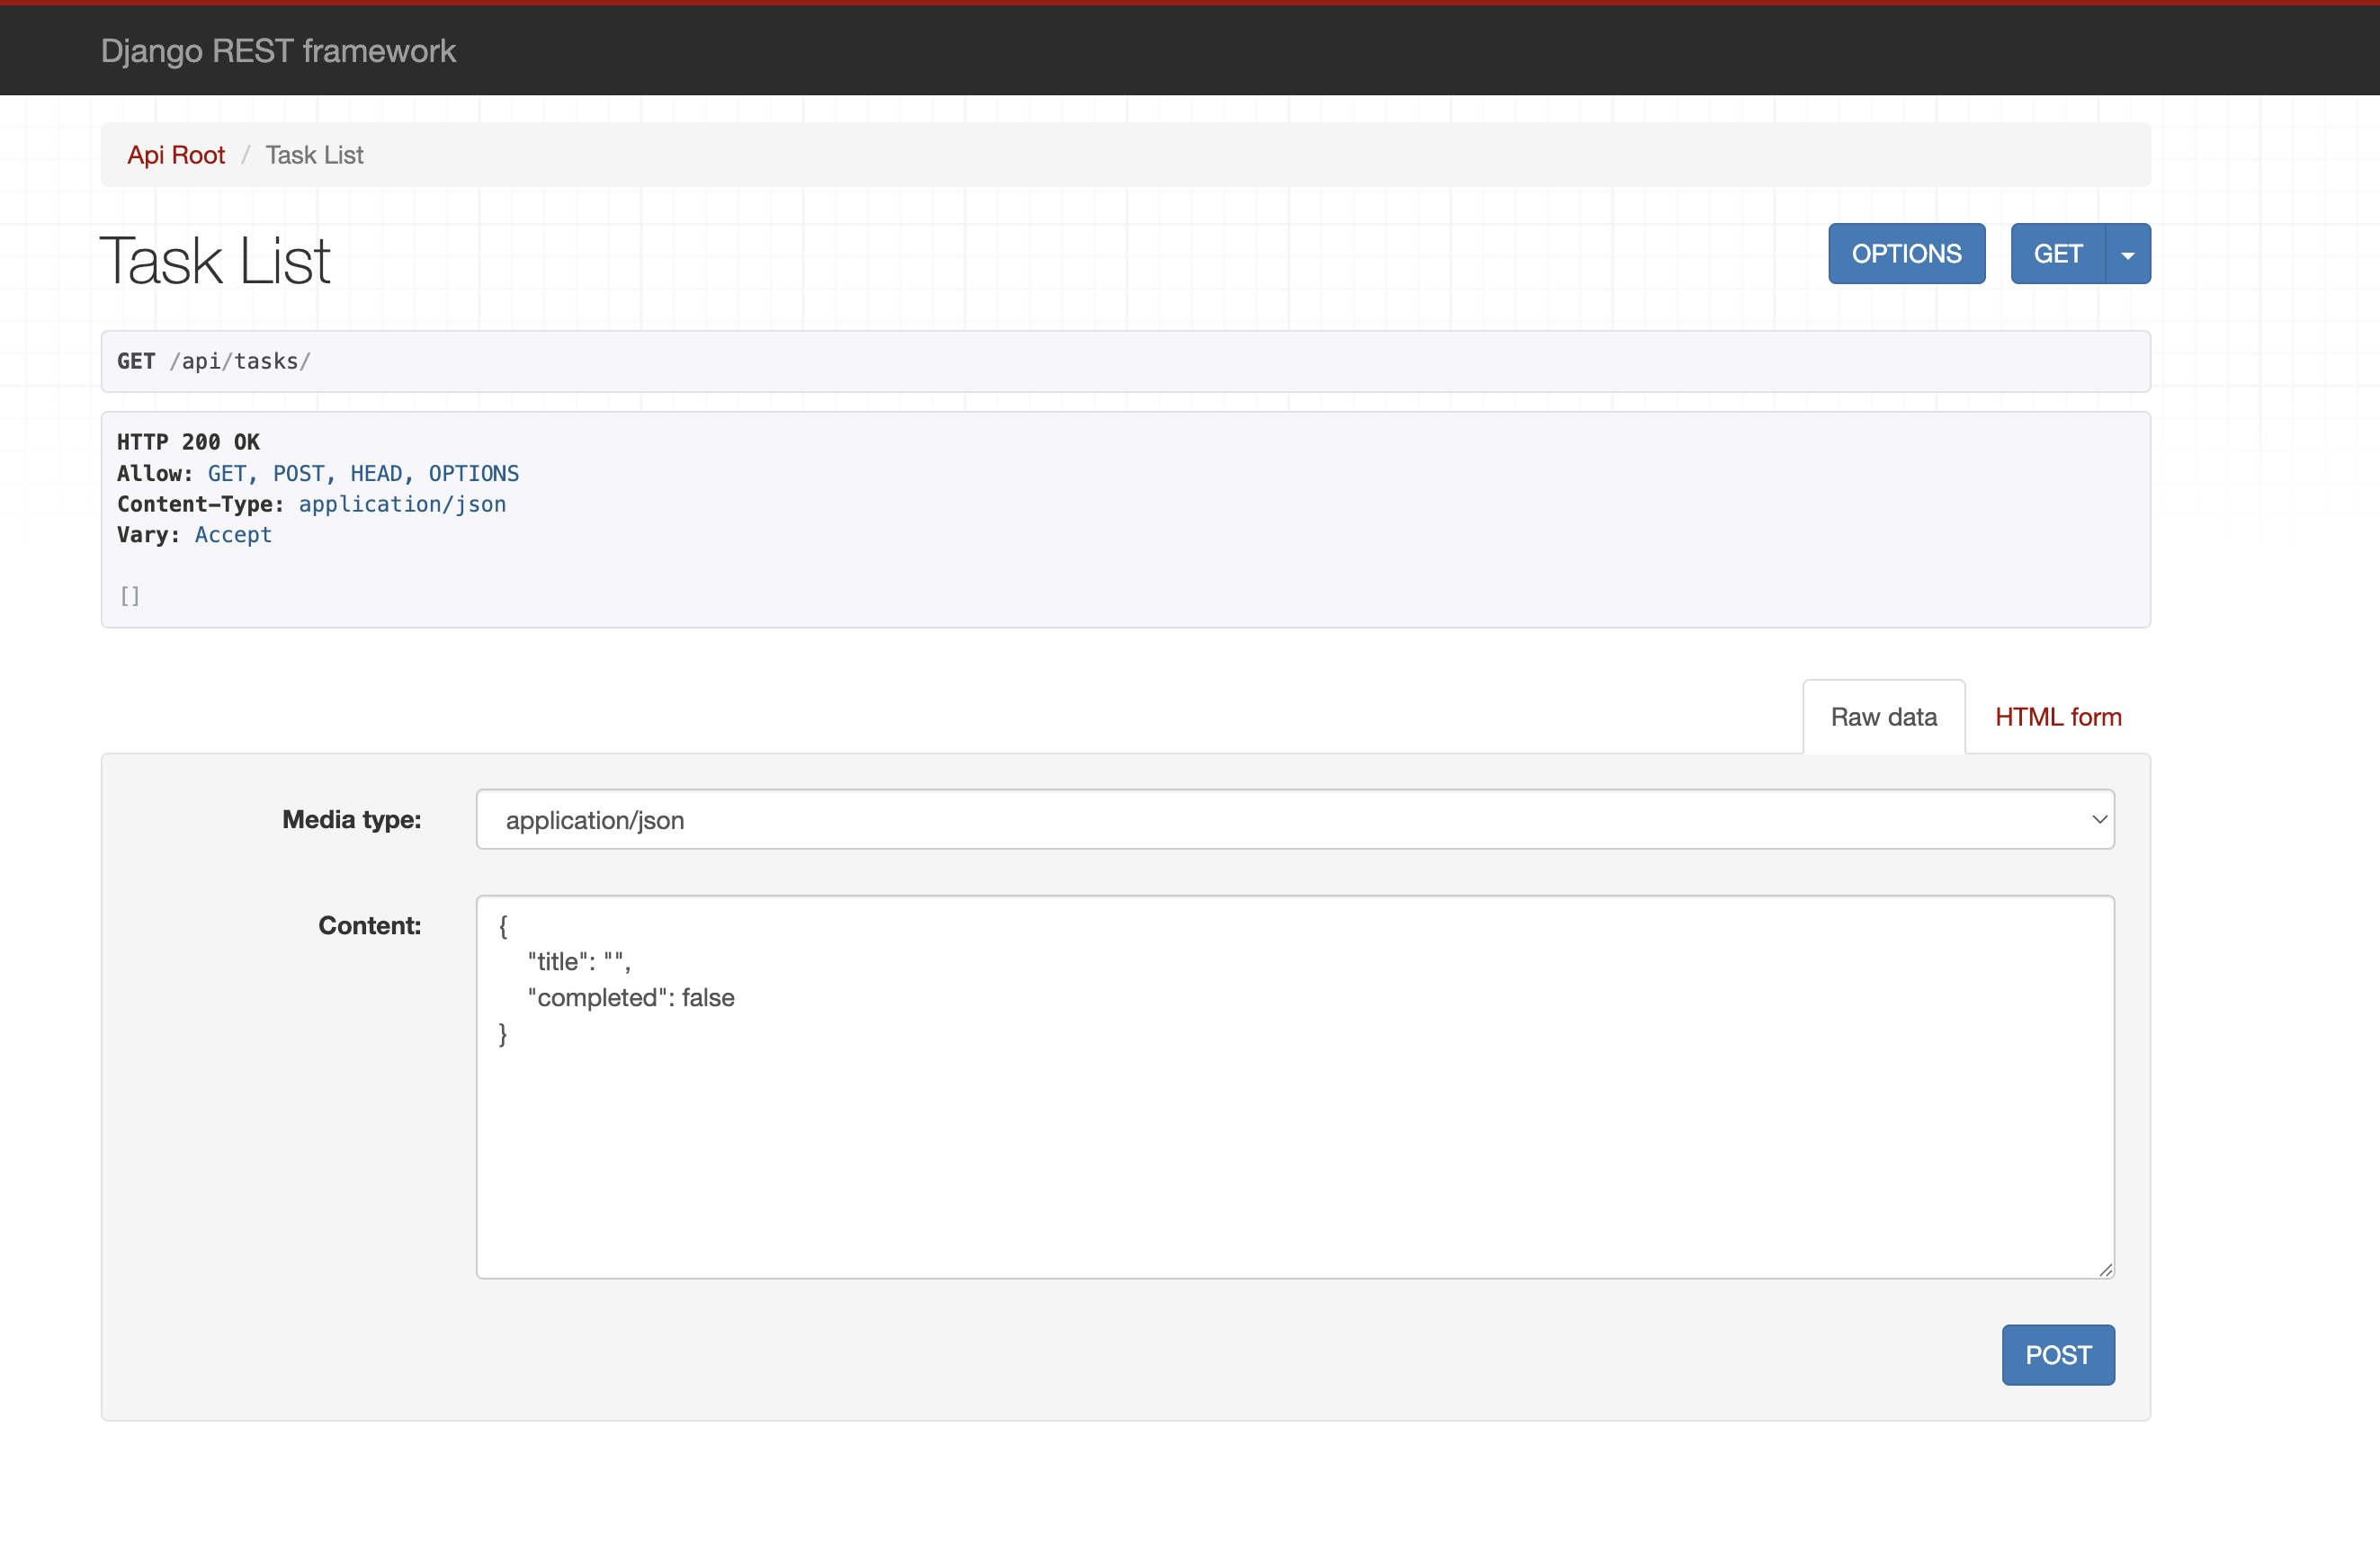 Django REST framework
Api Root / Task List
Task List
OPTIONS
GET
GET /api/tasks/
HTTP 200 OK
Allow: GET, POST, HEAD, OPTIONS
Content-Type: application/json
Vary: Accept
[]
Raw data
HTML form
Media type:
application/json
Content:
{
"title": "",
"completed": false
}
POST